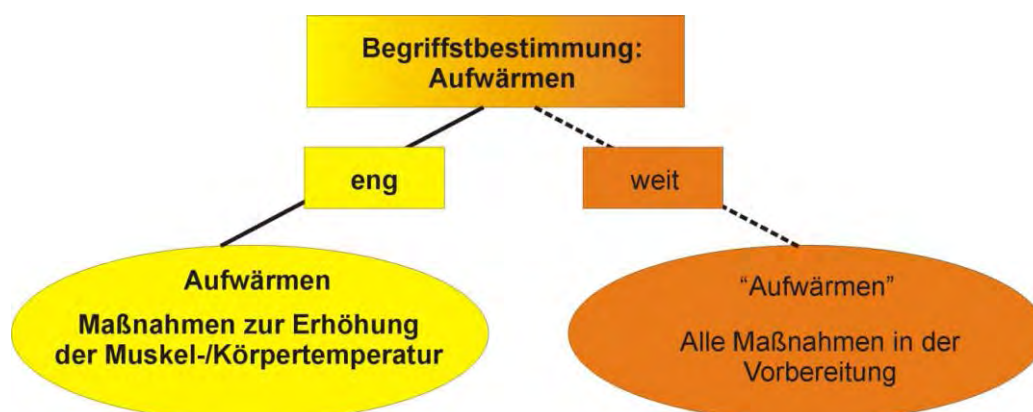 Begriffstbestimmung:
Aufwärmen
eng
weit
Aufwärmen
Maßnahmen zur Erhöhung
der Muskel-/Körpertemperatur
"Aufwärmen"
Alle Maßnahmen in der
Vorbereitung